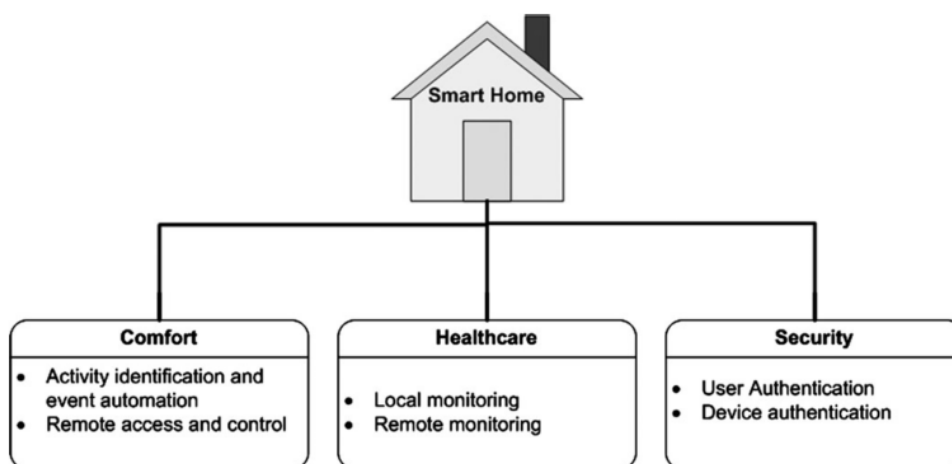 Smart Home
Comfort
• Activity identification and
event automation
• Remote access and control
Healthcare
• Local monitoring
• Remote monitoring
Security
• User Authentication
• Device authentication